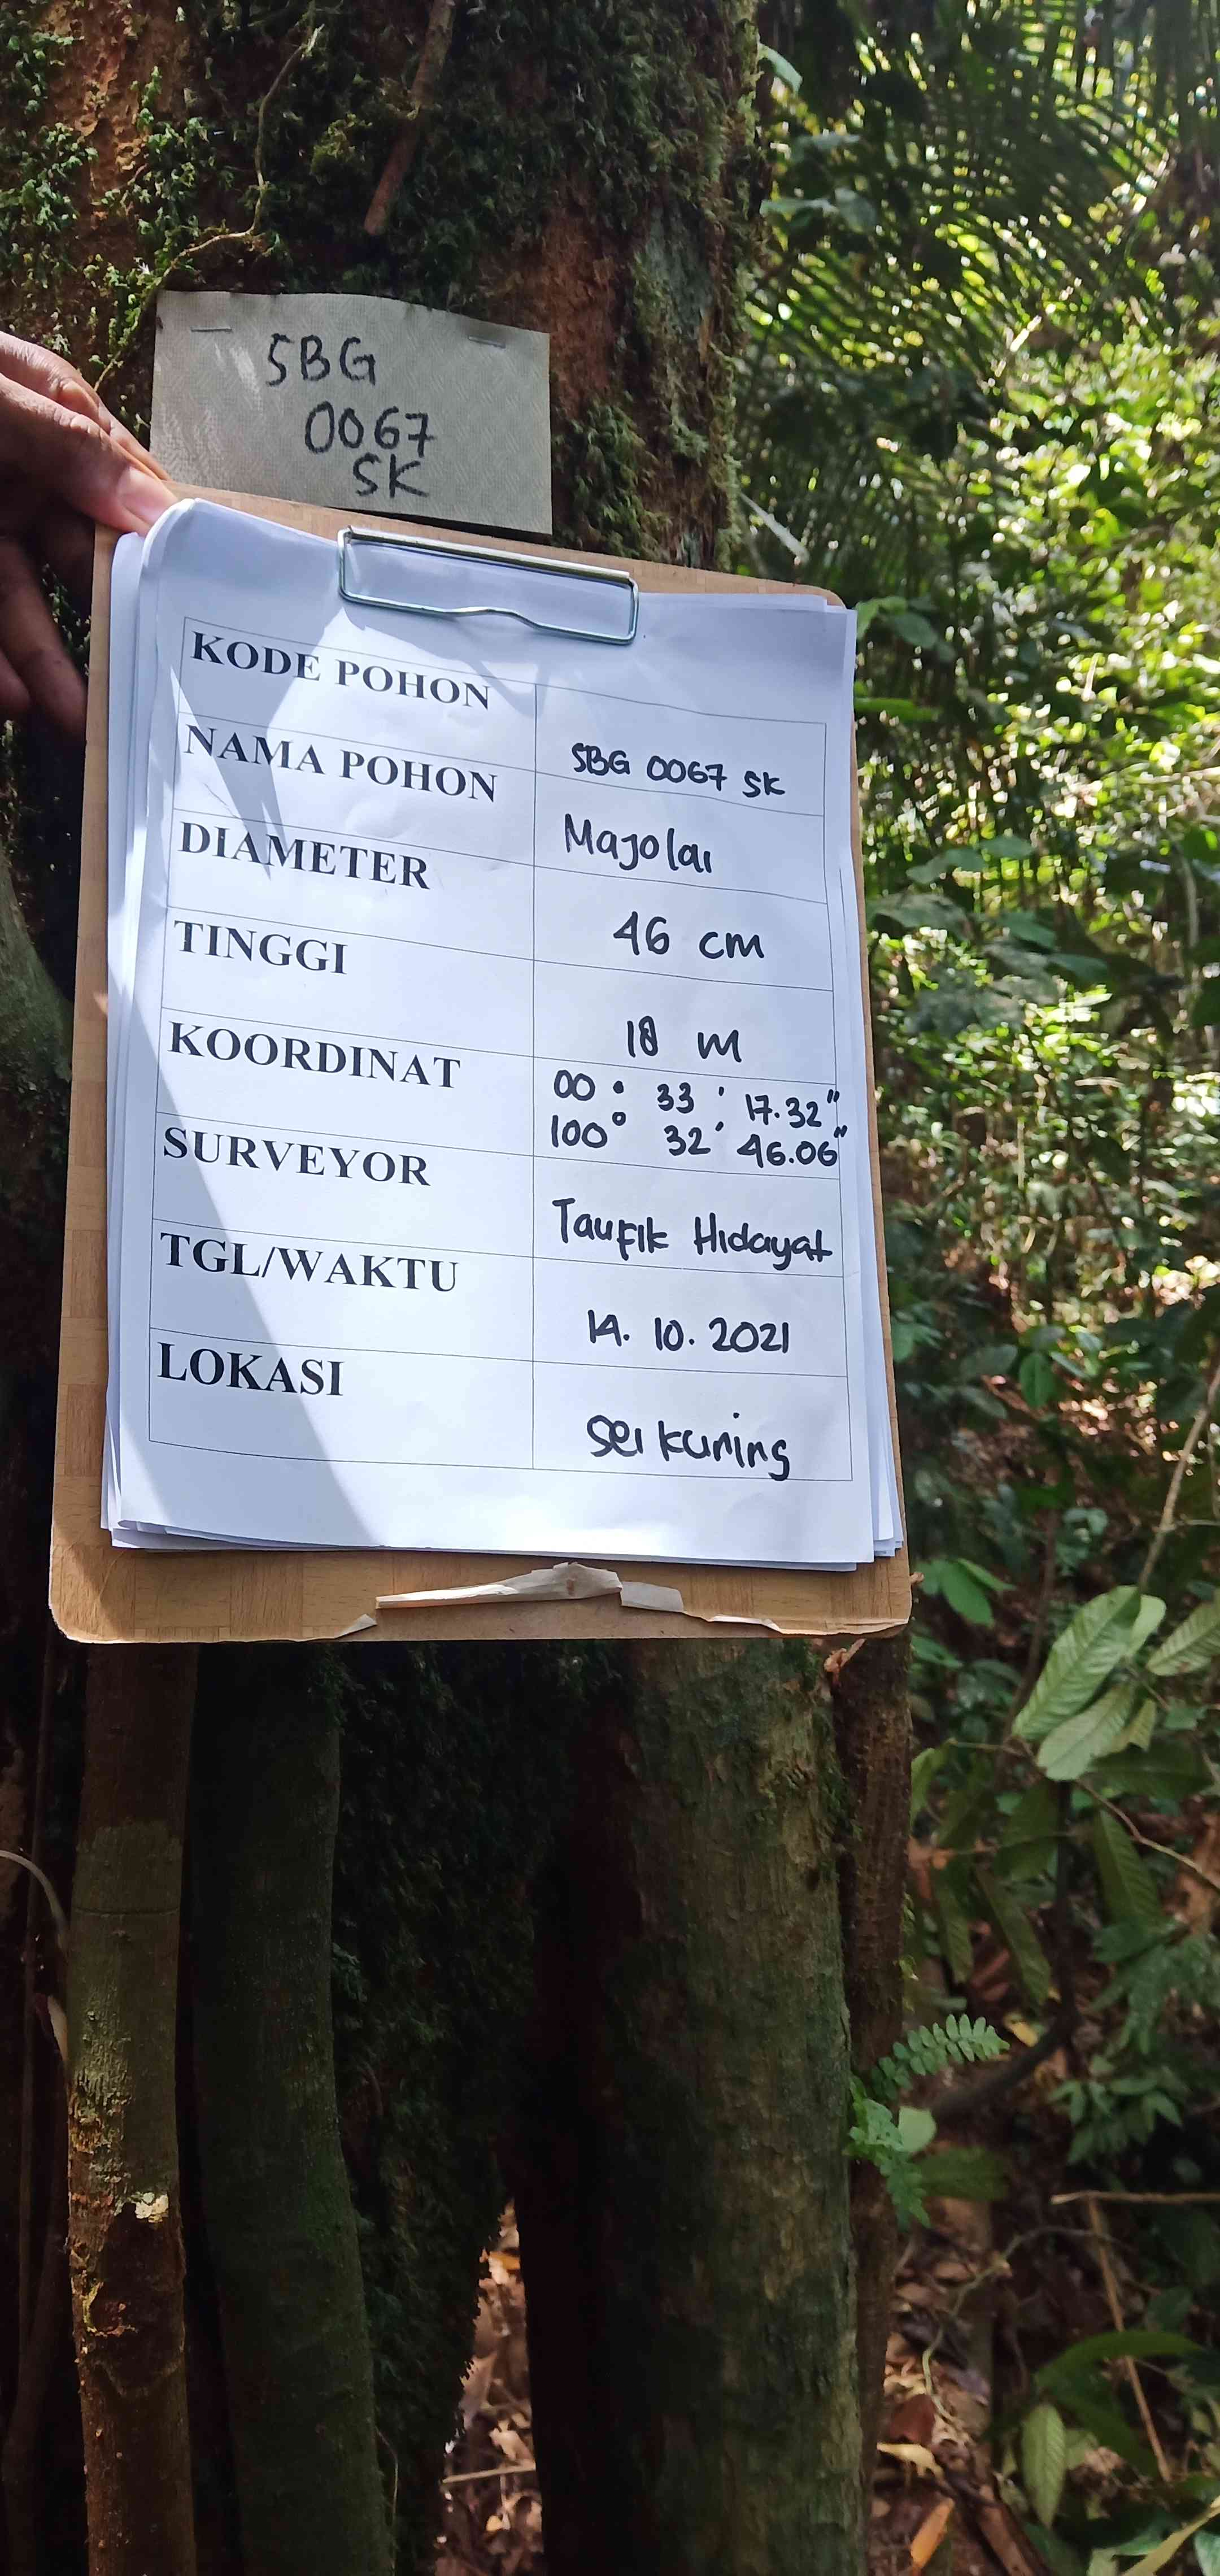 SBG
0067
SK
KODE POHON
SBG 0067 SK
NAMA POHON
Majolai
DIAMETER
46 cm
TINGGI
18 m
KOORDINAT
00° 33' 17.32"
100° 32' 46.06"
SURVEYOR
Taufik Hidayat
TGL/WAKTU
14.10.2021
LOKASI
Sei kuning